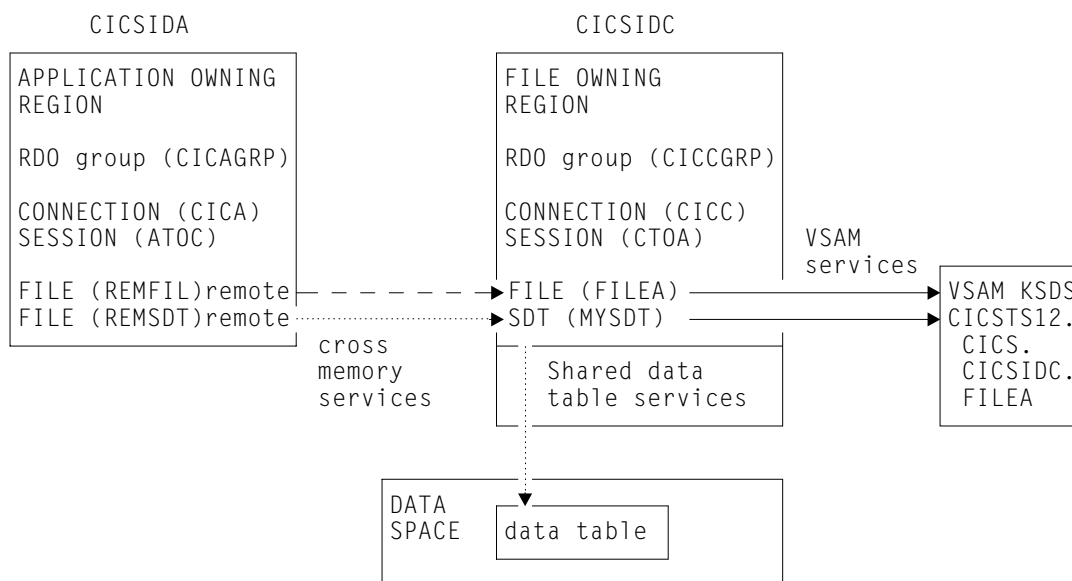 CICSIDA
APPLICATION OWNING
REGION
RDO group (CICAGRP)
CONNECTION (CICA)
SESSION (ATOC)
FILE (REMFIL)remote
FILE (REMSDT)remote
cross
memory
services
CICSIDC
FILE OWNING
REGION
RDO group (CICCGRP)
CONNECTION (CICC)
SESSION (CTOA)
FILE (FILEA)
SDT (MYSDT)
Shared data
table services
VSAM
services
VSAM KSDS
CICSTS12.
CICS.
CICSIDC.
FILEA
DATA
SPACE
data table